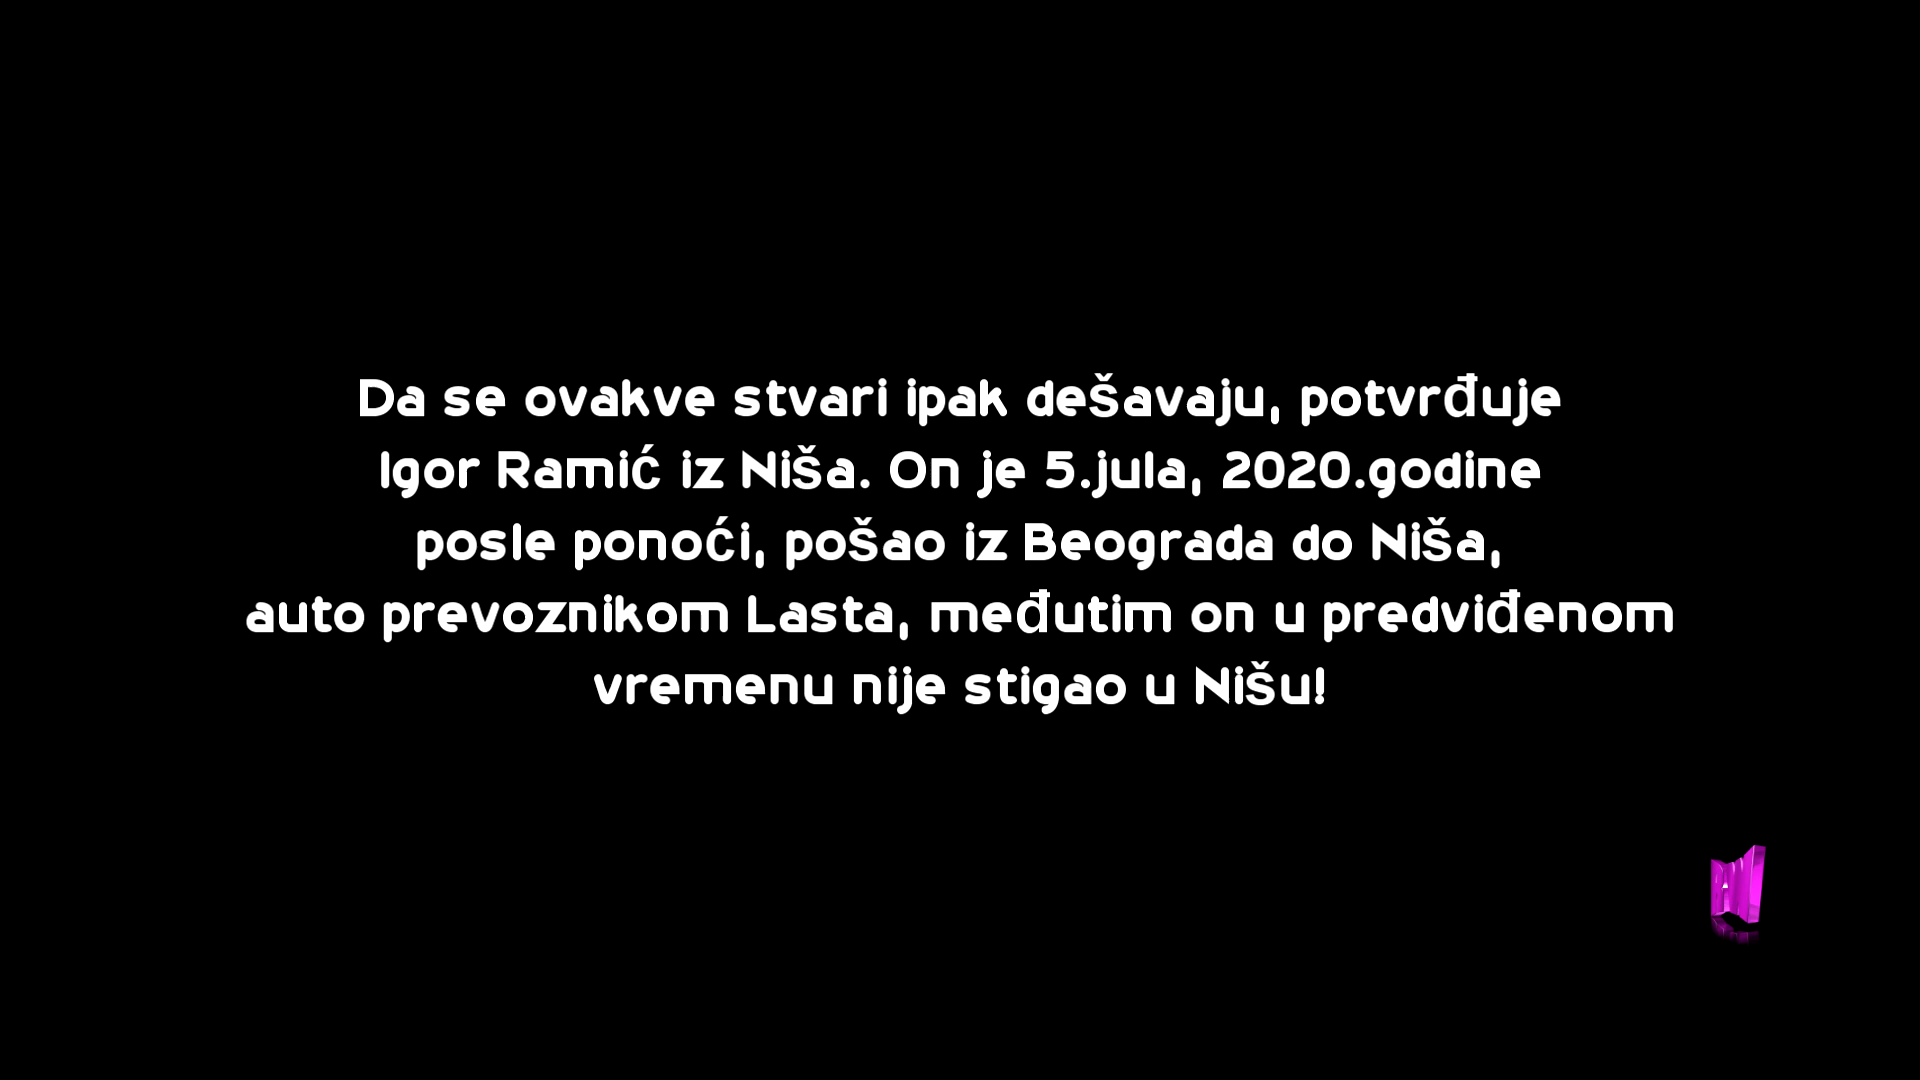 Da se ovakve stvari ipak dešavaju, potvrđuje
Igor Ramić iz Niša. On je 5.jula, 2020.godine
posle ponoći, pošao iz Beograda do Niša,
auto prevoznikom Lasta, međutim on u predviđenom
vremenu nije stigao u Nišu!